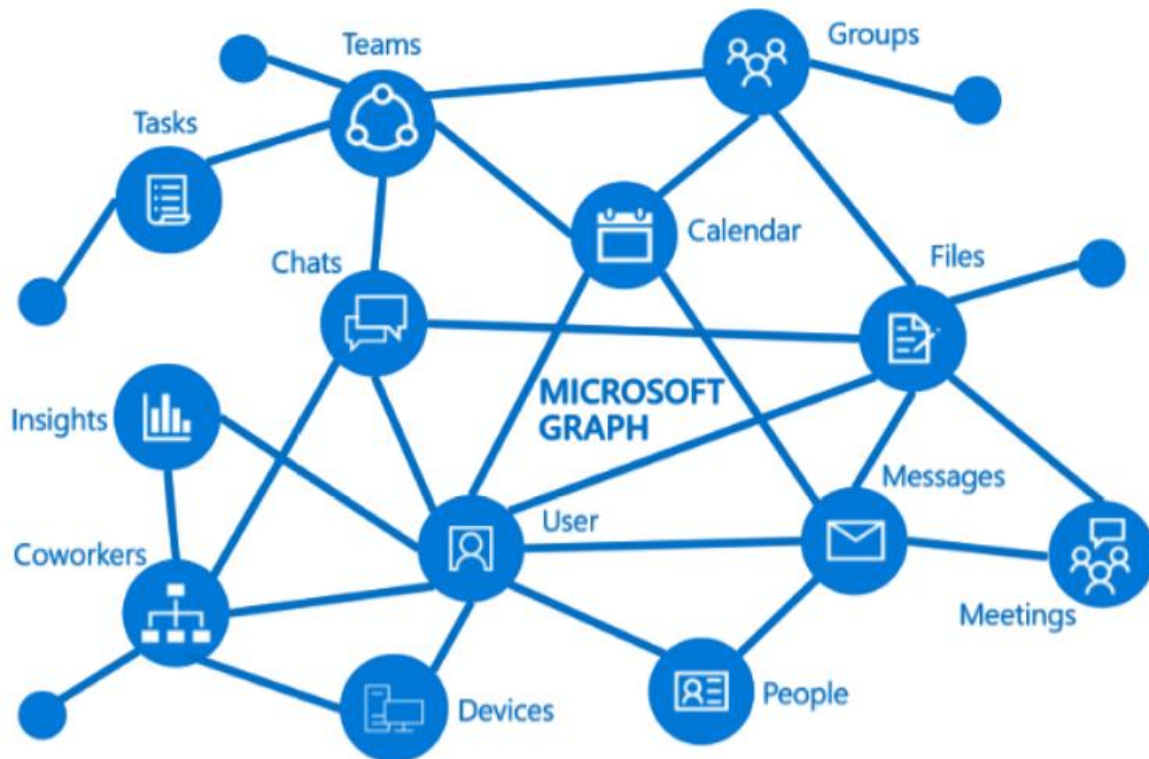 Teams
Groups
Tasks
Calendar
Chats
Files
MICROSOFT
GRAPH
Insights
Messages
User
Coworkers
Meetings
Devices
People